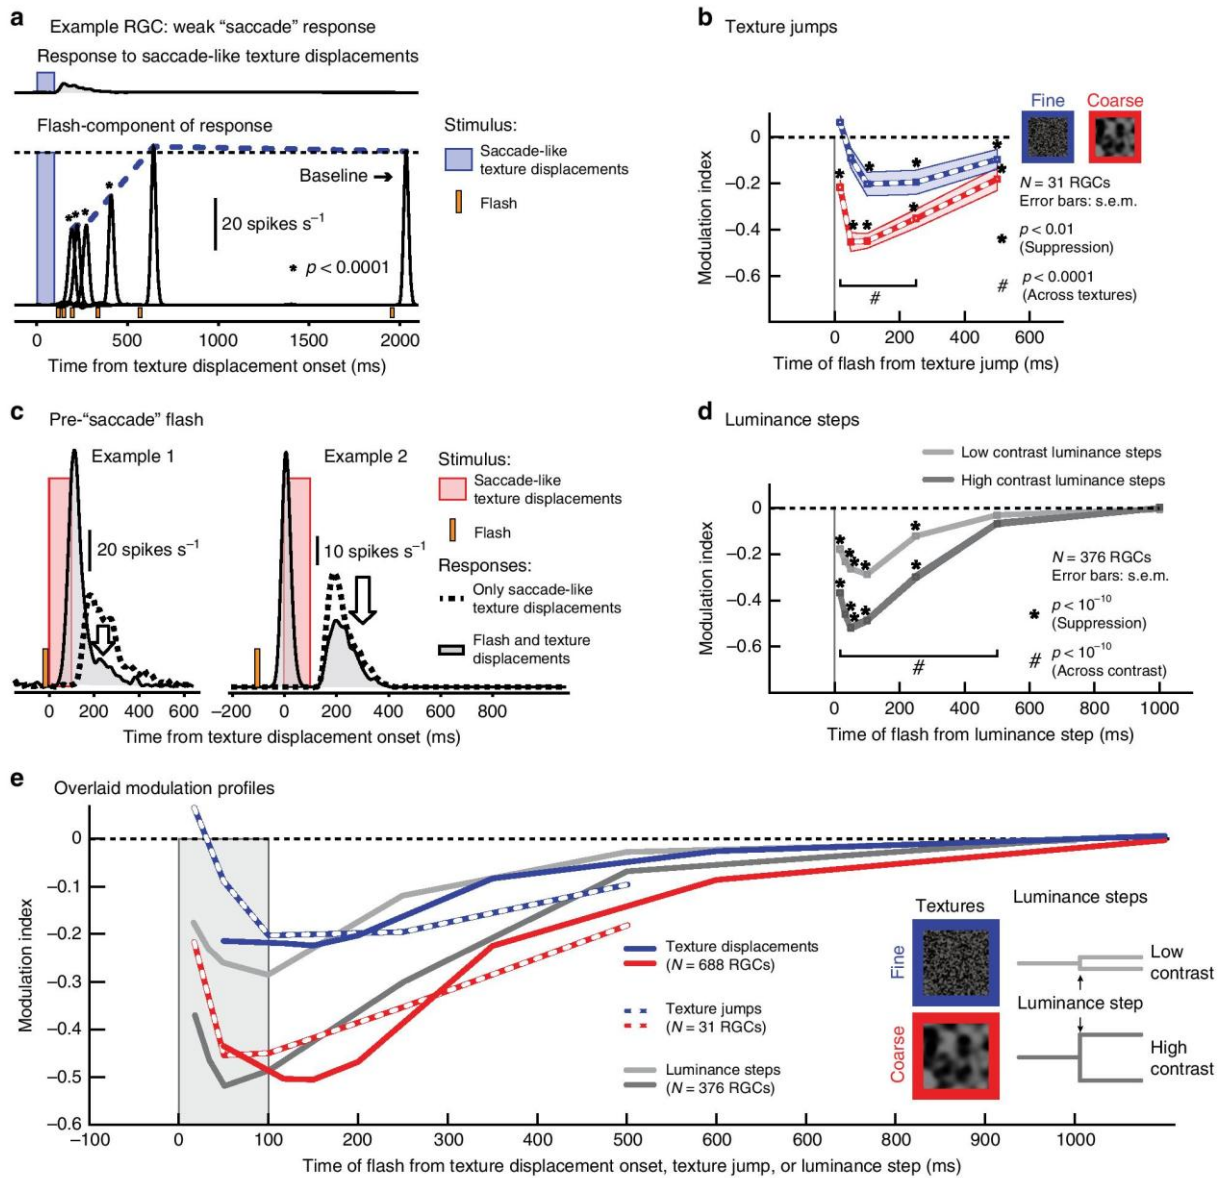 a
Example RGC: weak “saccade” response
Response to saccade-like texture displacements
Flash-component of response
Baseline
20 spikes s⁻¹
* * *
*
* p < 0.0001
Stimulus:
Saccade-like
texture displacements
Flash
0 500 1000 1500 2000
Time from texture displacement onset (ms)
b
Texture jumps
Fine Coarse
0
−0.2
−0.4
−0.6
Modulation index
N = 31 RGCs
Error bars: s.e.m.
* p < 0.01
(Suppression)
# p < 0.0001
(Across textures)
#
0 200 400 600
Time of flash from texture jump (ms)
c
Pre-“saccade” flash
Example 1
20 spikes s⁻¹
0 200 400 600
Example 2
10 spikes s⁻¹
−200 0 200 400 600 800
Time from texture displacement onset (ms)
Stimulus:
Saccade-like
texture displacements
Flash
Responses:
Only saccade-like
texture displacements
Flash and texture
displacements
d
Luminance steps
Low contrast luminance steps
High contrast luminance steps
0
−0.2
−0.4
−0.6
Modulation index
N = 376 RGCs
Error bars: s.e.m.
* p < 10⁻¹⁰
(Suppression)
# p < 10⁻¹⁰
(Across contrast)
#
0 200 400 600 800 1000
Time of flash from luminance step (ms)
e
Overlaid modulation profiles
0
−0.1
−0.2
−0.3
−0.4
−0.5
−0.6
Modulation index
−100 0 100 200 300 400 500 600 600 800 900 1000
Time of flash from texture displacement onset, texture jump, or luminance step (ms)
Texture displacements
(N = 688 RGCs)
Texture jumps
(N = 31 RGCs)
Luminance steps
(N = 376 RGCs)
Textures
Fine
Coarse
Luminance steps
Low
contrast
Luminance step
High
contrast